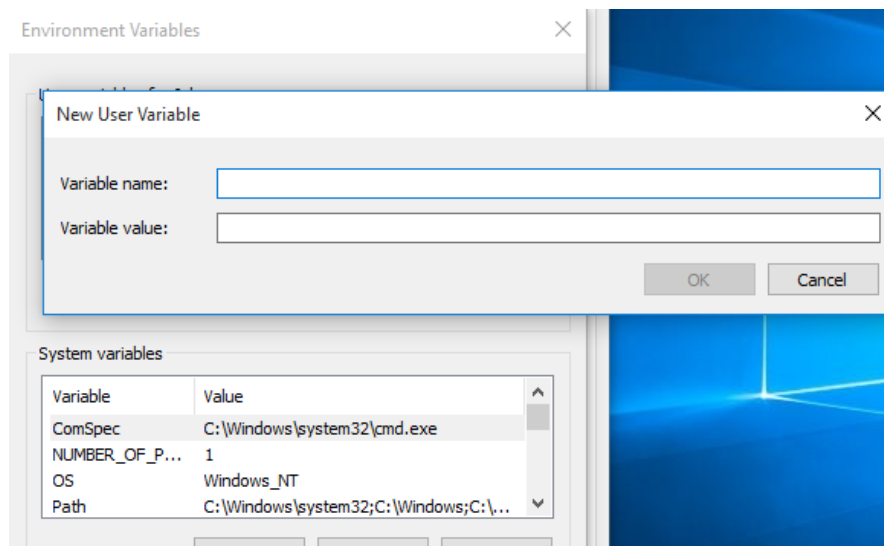 Environment Variables
New User Variable
Variable name:
Variable value:
OK Cancel
System variables
Variable Value
ComSpec C:\Windows\system32\cmd.exe
NUMBER_OF_P... 1
OS Windows_NT
Path C:\Windows\system32;C:\Windows;C:\...